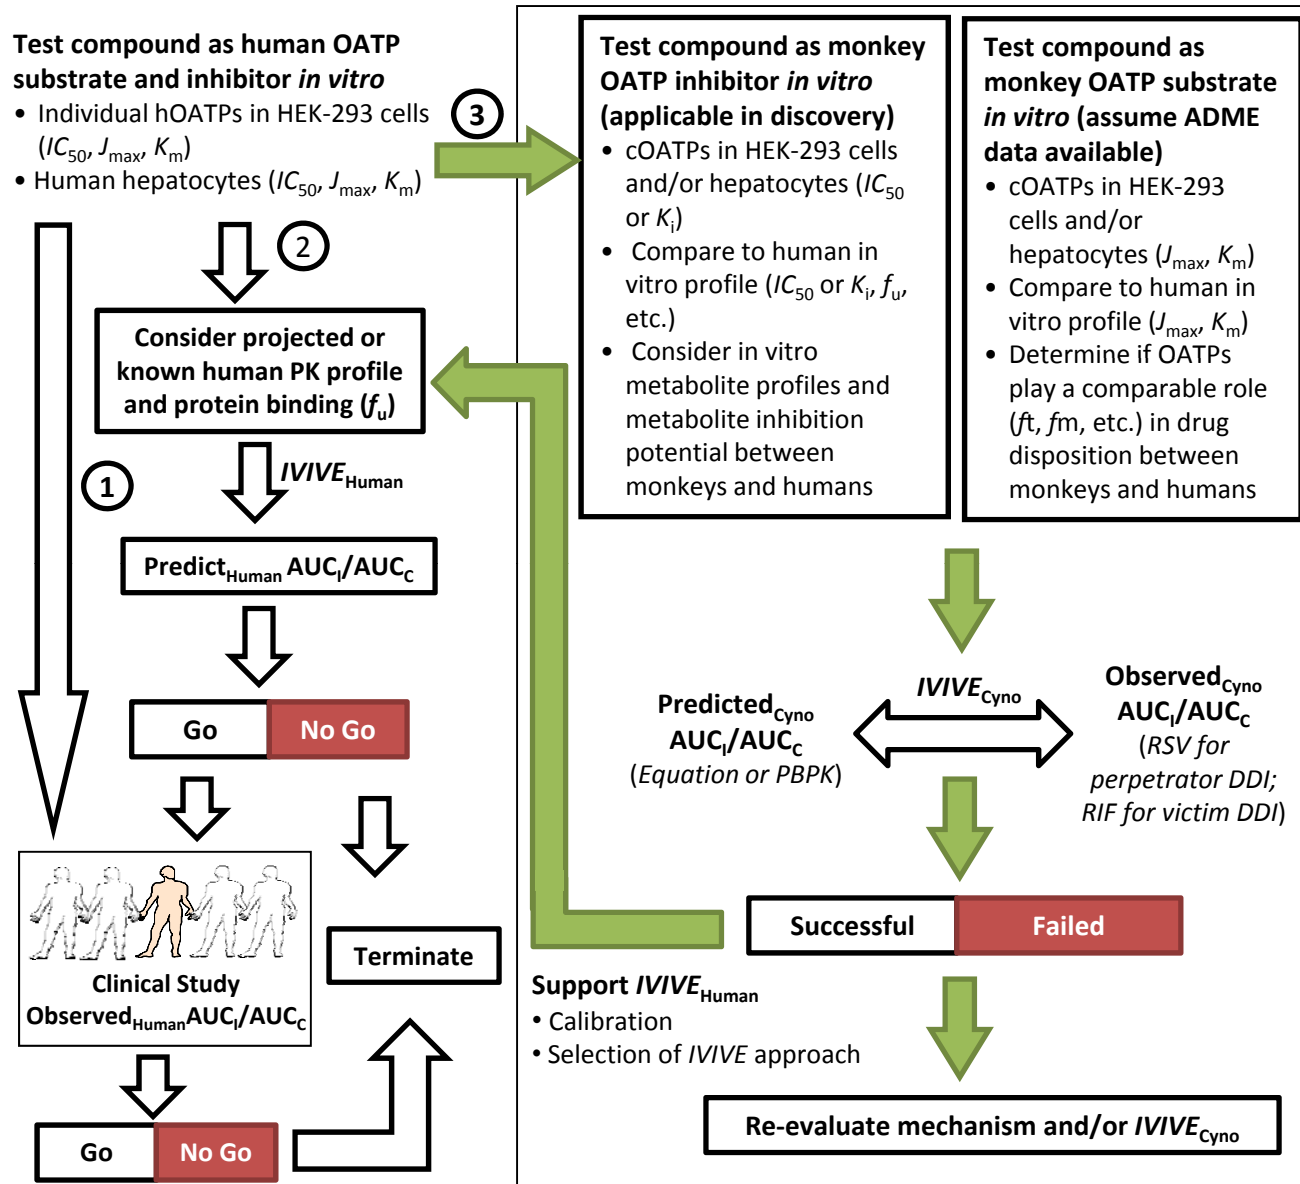 Test compound as human OATP
substrate and inhibitor in vitro
• Individual hOATPs in HEK-293 cells
(IC50, Jmax, Km)
• Human hepatocytes (IC50, Jmax, Km)
1
2
3
Consider projected or
known human PK profile
and protein binding (fu)
IVIVEHuman
PredictHuman AUCI/AUCC
Go
No Go
Clinical Study
ObservedHumanAUCI/AUCC
Terminate
Go
No Go
Test compound as monkey
OATP inhibitor in vitro
(applicable in discovery)
• cOATPs in HEK-293 cells
and/or hepatocytes (IC50
or Ki)
• Compare to human in
vitro profile (IC50 or Ki, fu,
etc.)
• Consider in vitro
metabolite profiles and
metabolite inhibition
potential between
monkeys and humans
Test compound as
monkey OATP substrate
in vitro (assume ADME
data available)
• cOATPs in HEK-293
cells and/or
hepatocytes (Jmax, Km)
• Compare to human in
vitro profile (Jmax, Km)
• Determine if OATPs
play a comparable role
(ft, fm, etc.) in drug
disposition between
monkeys and humans
PredictedCyno
AUCI/AUCC
(Equation or PBPK)
IVIVECyno
ObservedCyno
AUCI/AUCC
(RSV for
perpetrator DDI;
RIF for victim DDI)
Successful
Failed
Support IVIVEHuman
• Calibration
• Selection of IVIVE approach
Re-evaluate mechanism and/or IVIVECyno